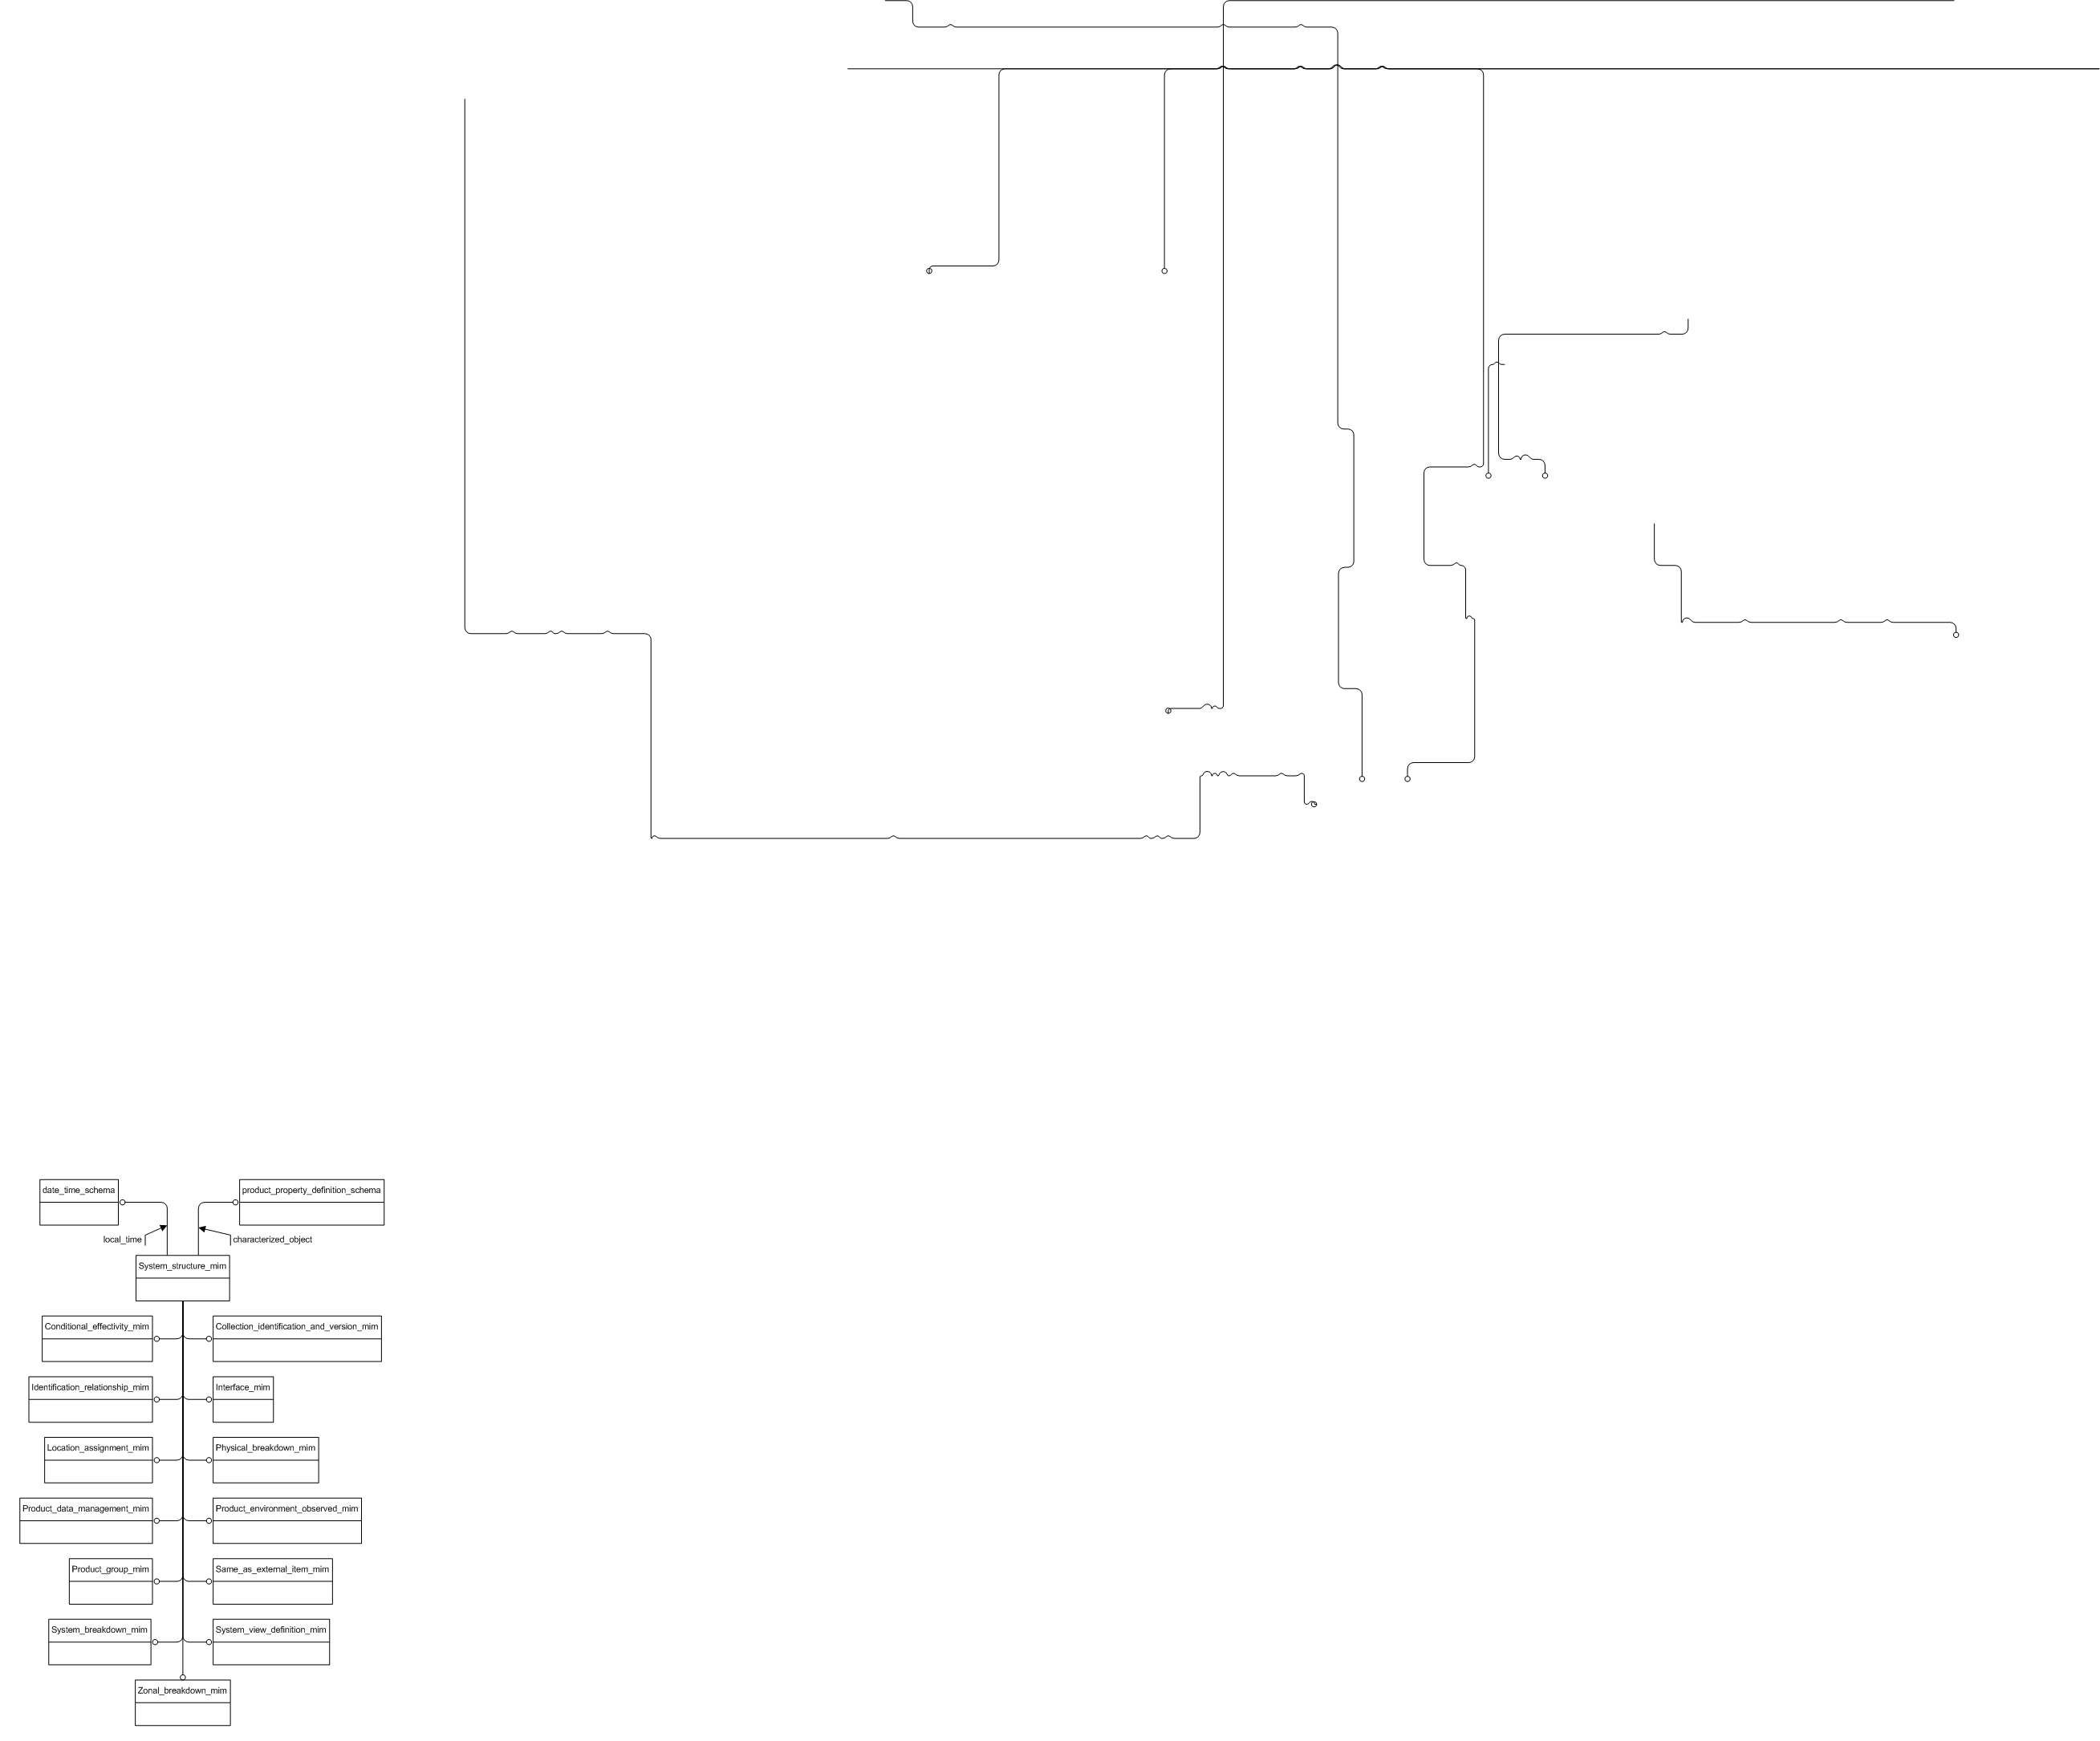 date_time_schema
product_property_definition_schema
local_time
characterized_object
System_structure_mim
Conditional_effectivity_mim
Collection_identification_and_version_mim
Identification_relationship_mim
Interface_mim
Location_assignment_mim
Physical_breakdown_mim
Product_data_management_mim
Product_environment_observed_mim
Product_group_mim
Same_as_external_item_mim
System_breakdown_mim
System_view_definition_mim
Zonal_breakdown_mim